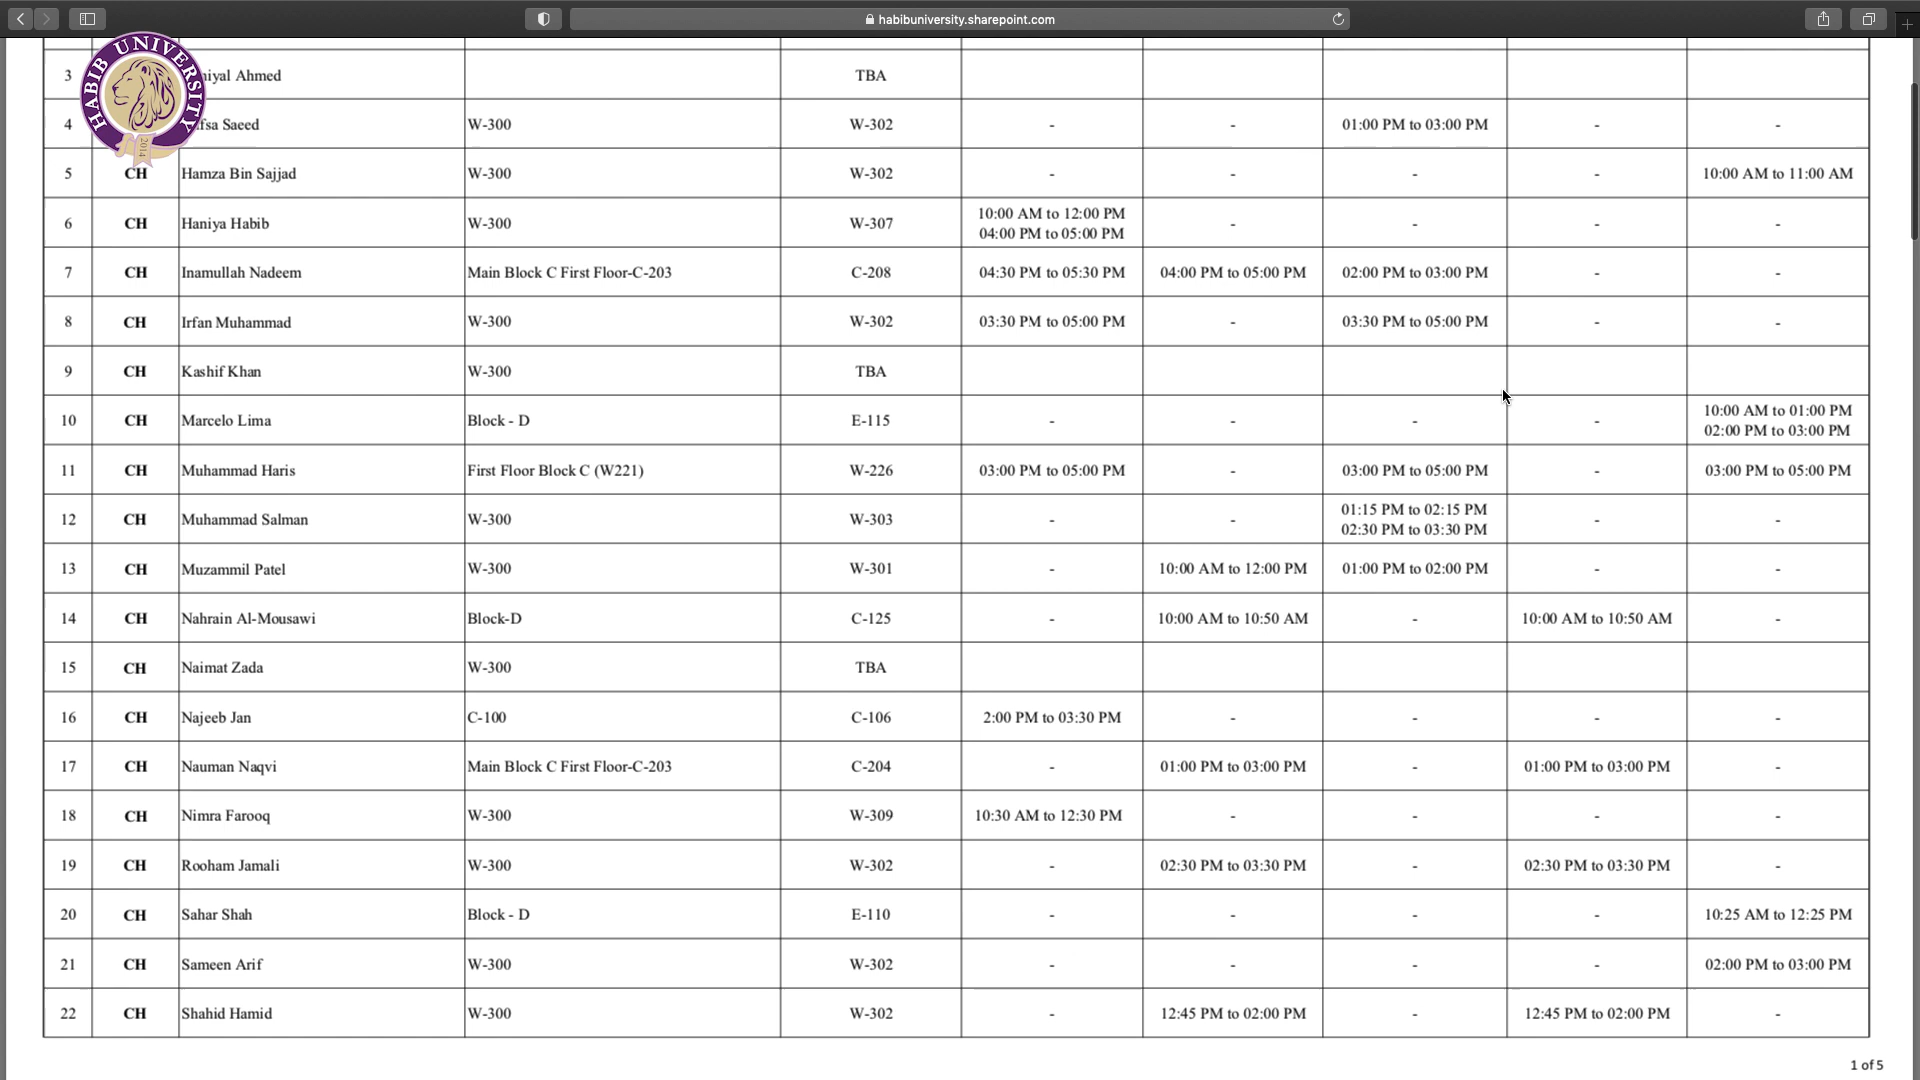 habibuniversity.sharepoint.com
HABIB UNIVERSITY
2014
3 Ahmed TBA
4 Saeed W-300 W-302 - - 01:00 PM to 03:00 PM - -
5 CH Hamza Bin Sajjad W-300 W-302 - - - - 10:00 AM to 11:00 AM
6 CH Haniya Habib W-300 W-307 10:00 AM to 12:00 PM - - - -
04:00 PM to 05:00 PM
7 CH Inamullah Nadeem Main Block C First Floor-C-203 C-208 04:30 PM to 05:30 PM 04:00 PM to 05:00 PM 02:00 PM to 03:00 PM - -
8 CH Irfan Muhammad W-300 W-302 03:30 PM to 05:00 PM - 03:30 PM to 05:00 PM - -
9 CH Kashif Khan W-300 TBA
10 CH Marcelo Lima Block - D E-115 - - - - 10:00 AM to 01:00 PM
02:00 PM to 03:00 PM
11 CH Muhammad Haris First Floor Block C (W221) W-226 03:00 PM to 05:00 PM - 03:00 PM to 05:00 PM - 03:00 PM to 05:00 PM
12 CH Muhammad Salman W-300 W-303 - - 01:15 PM to 02:15 PM - -
02:30 PM to 03:30 PM
13 CH Muzammil Patel W-300 W-301 - 10:00 AM to 12:00 PM 01:00 PM to 02:00 PM - -
14 CH Nahrain Al-Mousawi Block-D C-125 - 10:00 AM to 10:50 AM - 10:00 AM to 10:50 AM -
15 CH Naimat Zada W-300 TBA
16 CH Najeeb Jan C-100 C-106 2:00 PM to 03:30 PM - - - -
17 CH Nauman Naqvi Main Block C First Floor-C-203 C-204 - 01:00 PM to 03:00 PM - 01:00 PM to 03:00 PM -
18 CH Nimra Farooq W-300 W-309 10:30 AM to 12:30 PM - - - -
19 CH Rooham Jamali W-300 W-302 - 02:30 PM to 03:30 PM - 02:30 PM to 03:30 PM -
20 CH Sahar Shah Block - D E-110 - - - - 10:25 AM to 12:25 PM
21 CH Sameen Arif W-300 W-302 - - - - 02:00 PM to 03:00 PM
22 CH Shahid Hamid W-300 W-302 - 12:45 PM to 02:00 PM - 12:45 PM to 02:00 PM -
1 of 5